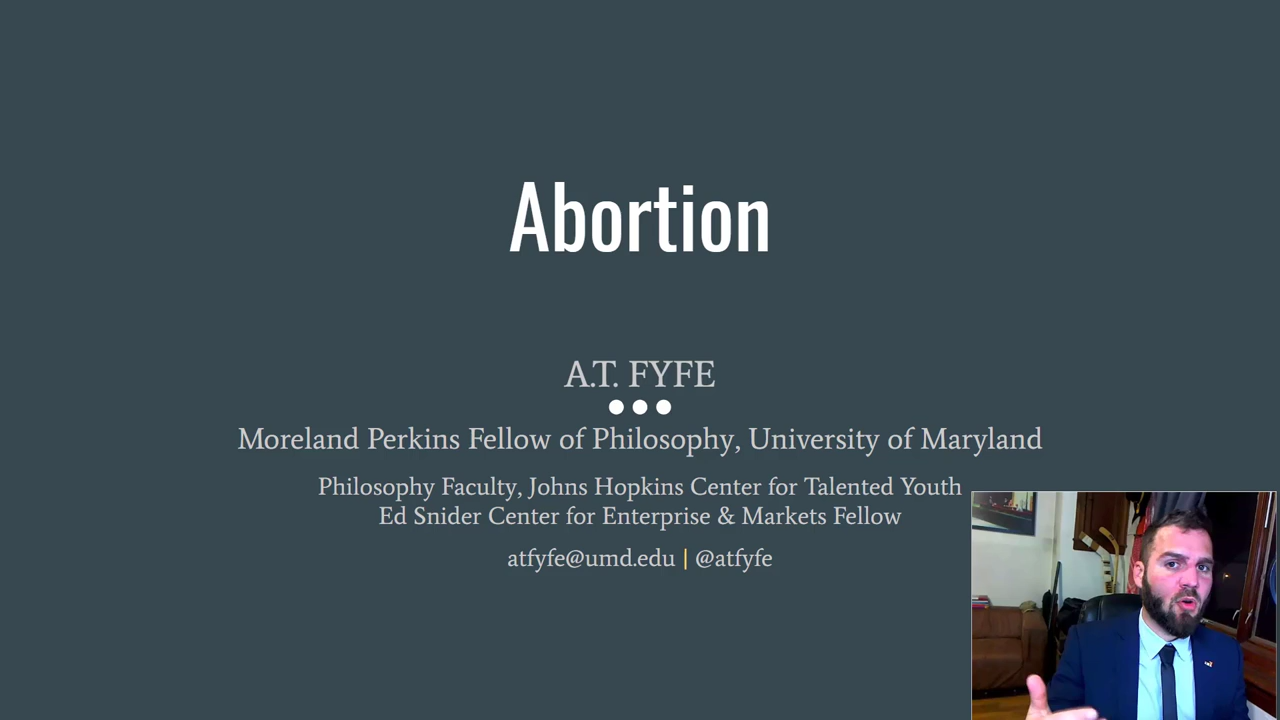 Abortion
A.T. FYFE
Moreland Perkins Fellow of Philosophy, University of Maryland
Philosophy Faculty, Johns Hopkins Center for Talented Youth
Ed Snider Center for Enterprise & Markets Fellow
atfyfe@umd.edu | @atfyfe